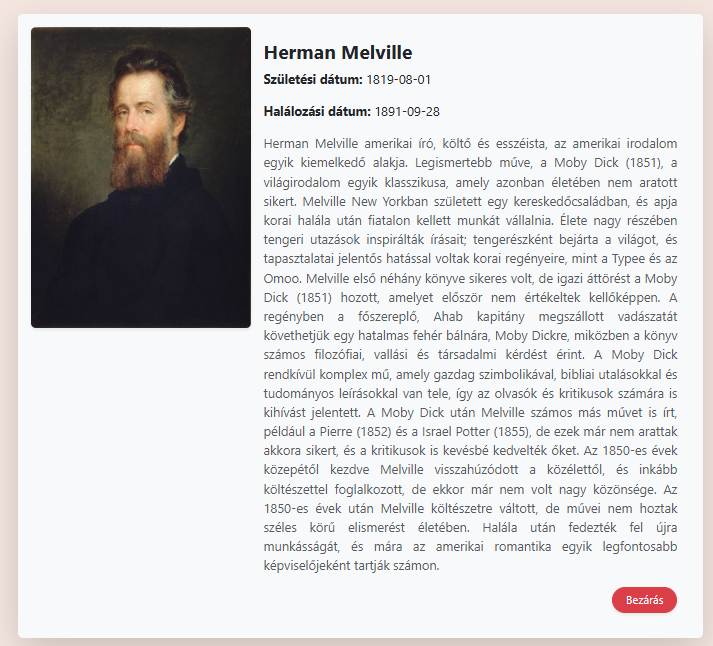 Herman Melville
Születési dátum: 1819-08-01
Halálozási dátum: 1891-09-28
Herman Melville amerikai író, költő és esszéista, az amerikai irodalom
egyik kiemelkedő alakja. Legismertebb műve, a Moby Dick (1851), a
világirodalom egyik klasszikusa, amely azonban életében nem aratott
sikert. Melville New Yorkban született egy kereskedőcsaládban, és apja
korai halála után fiatalon kellett munkát vállalnia. Élete nagy részében
tengeri utazások inspirálták írásait; tengerészként bejárta a világot, és
tapasztalatai jelentős hatással voltak korai regényeire, mint a Typee és az
Omoo. Melville első néhány könyve sikeres volt, de igazi áttörést a Moby
Dick (1851) hozott, amelyet először nem értékeltek kellőképpen. A
regényben a főszereplő, Ahab kapitány megszállott vadászatát
követhetjük egy hatalmas fehér bálnára, Moby Dickre, miközben a könyv
számos filozófiai, vallási és társadalmi kérdést érint. A Moby Dick
rendkívül komplex mű, amely gazdag szimbolikával, bibliai utalásokkal és
tudományos leírásokkal van tele, így az olvasók és kritikusok számára is
kihívást jelentett. A Moby Dick után Melville számos más művet is írt,
például a Pierre (1852) és a Israel Potter (1855), de ezek már nem arattak
akkora sikert, és a kritikusok is kevésbé kedvelték őket. Az 1850-es évek
közepétől kezdve Melville visszahúzódott a közélettől, és inkább
költészettel foglalkozott, de ekkor már nem volt nagy közönsége. Az
1850-es évek után Melville költészetre váltott, de művei nem hoztak
széles körű elismerést életében. Halála után fedezték fel újra
munkásságát, és mára az amerikai romantika egyik legfontosabb
képviselőjeként tartják számon.
Bezárás